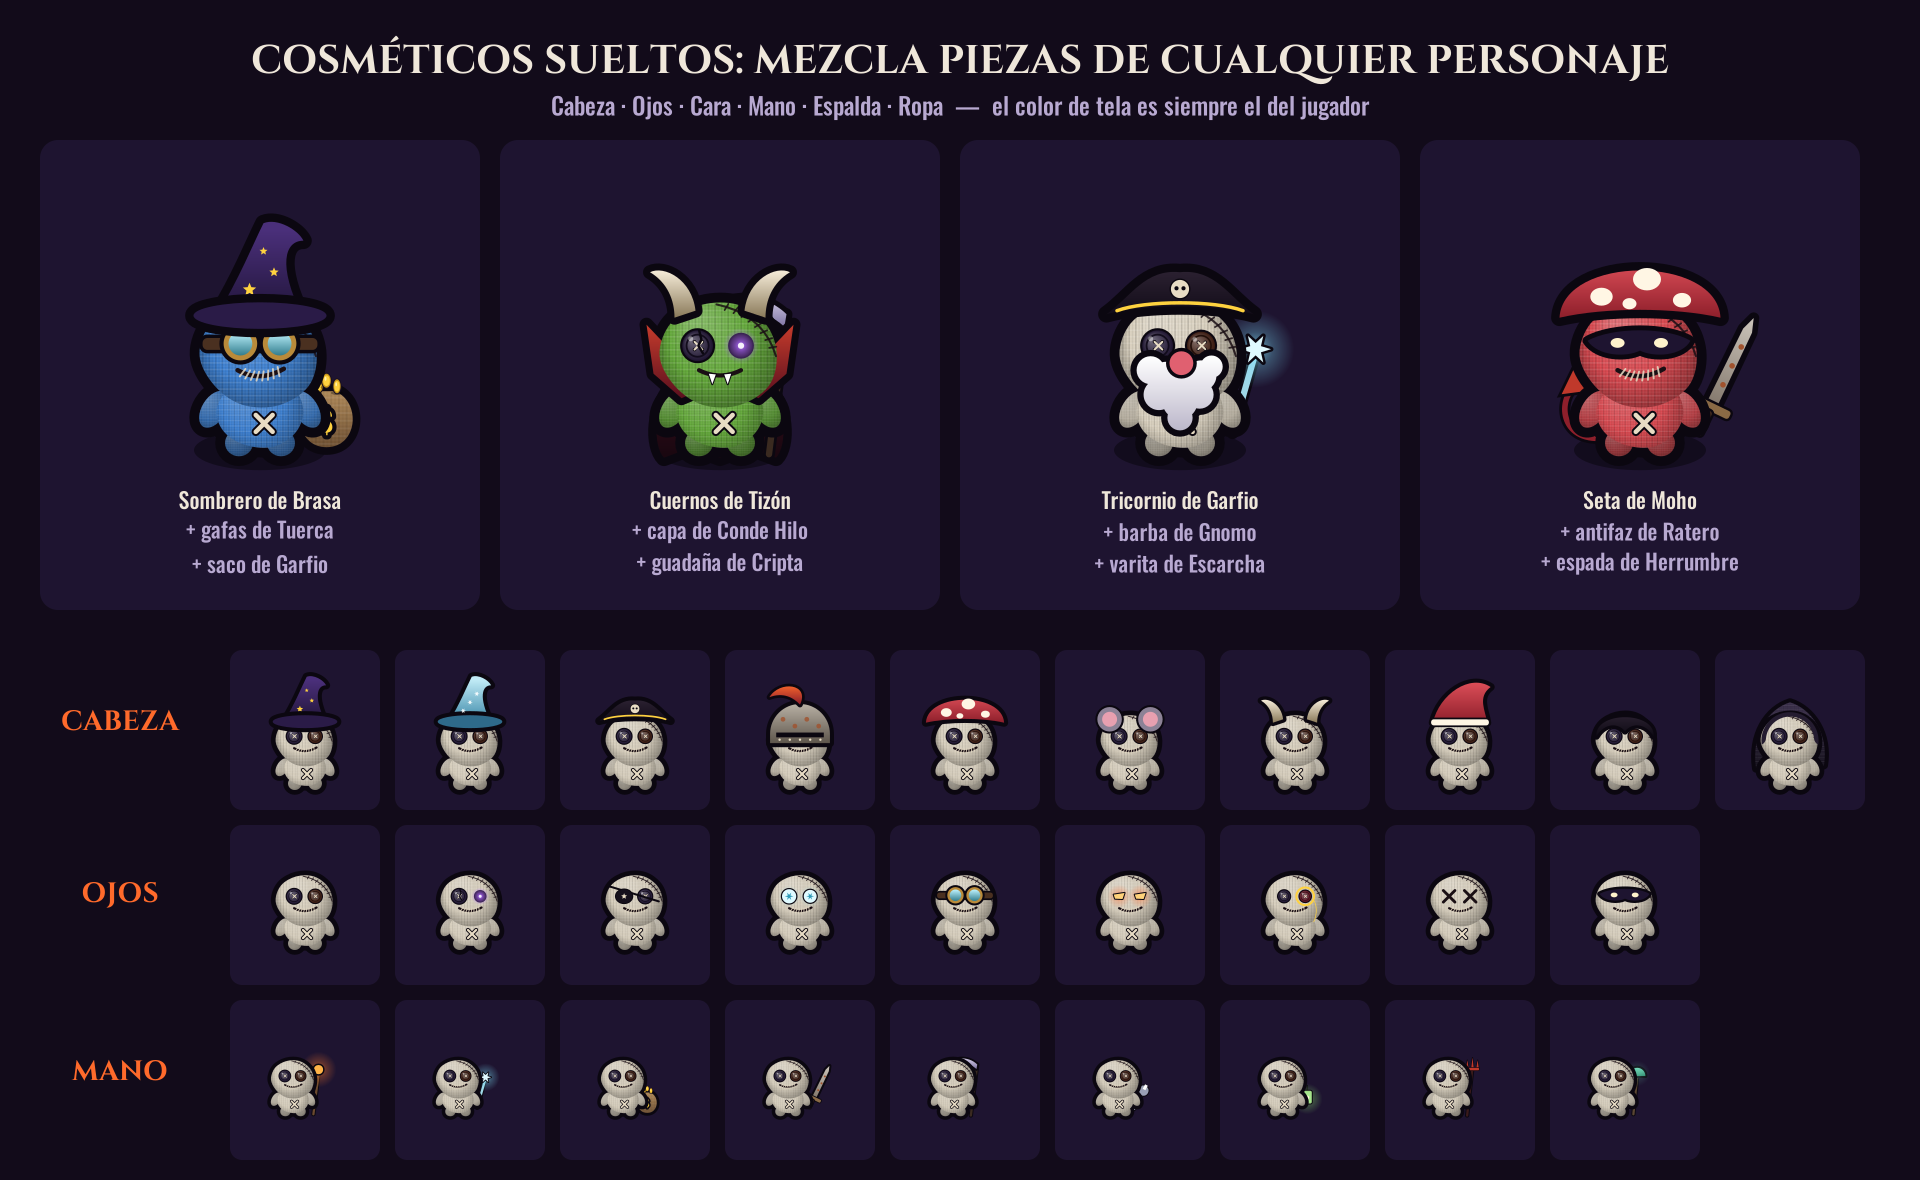 COSMÉTICOS SUELTOS: MEZCLA PIEZAS DE CUALQUIER PERSONAJE
Cabeza · Ojos · Cara · Mano · Espalda · Ropa — el color de tela es siempre el del jugador
Sombrero de Brasa
+ gafas de Tuerca
+ saco de Garfio
Cuernos de Tizón
+ capa de Conde Hilo
+ guadaña de Cripta
Tricornio de Garfio
+ barba de Gnomo
+ varita de Escarcha
Seta de Moho
+ antifaz de Ratero
+ espada de Herrumbre
CABEZA
OJOS
MANO